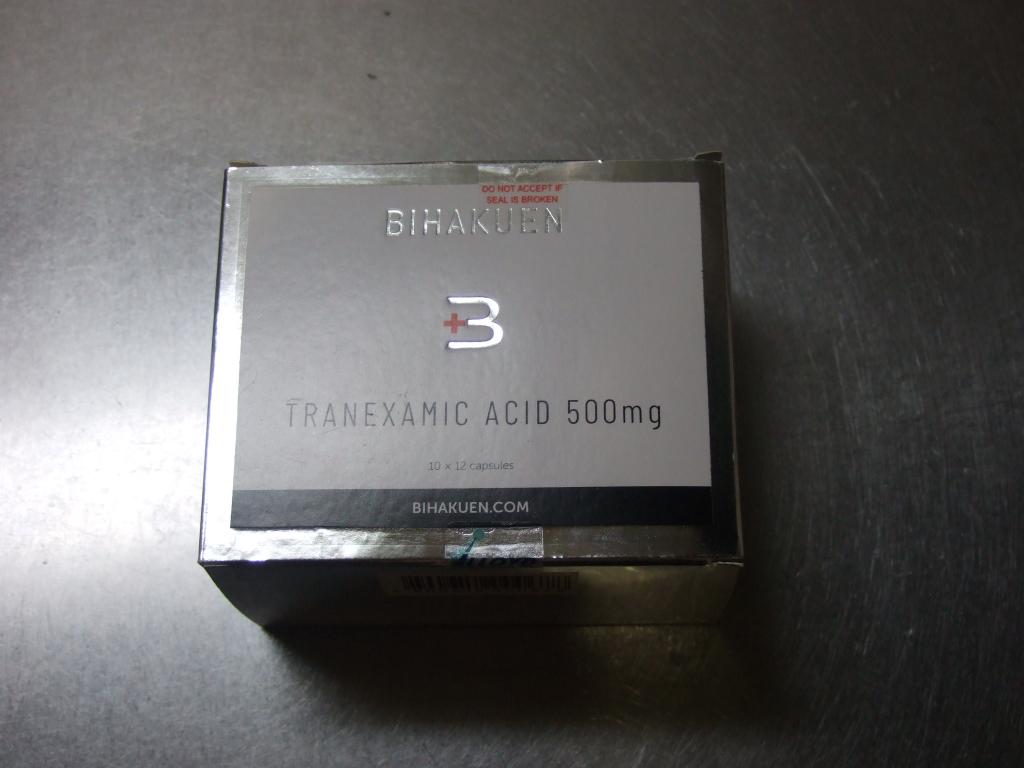 DO NOT ACCEPT IF
SEAL IS BROKEN
BIHAKUEN
+B
TRANEXAMIC ACID 500mg
10 × 12 capsules
BIHAKUEN.COM